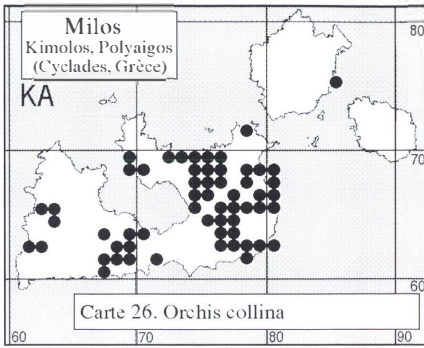 Milos
Kimolos, Polyaigos
(Cyclades, Grèce)
KA
80
70
60
Carte 26. Orchis collina
60
70
80
90